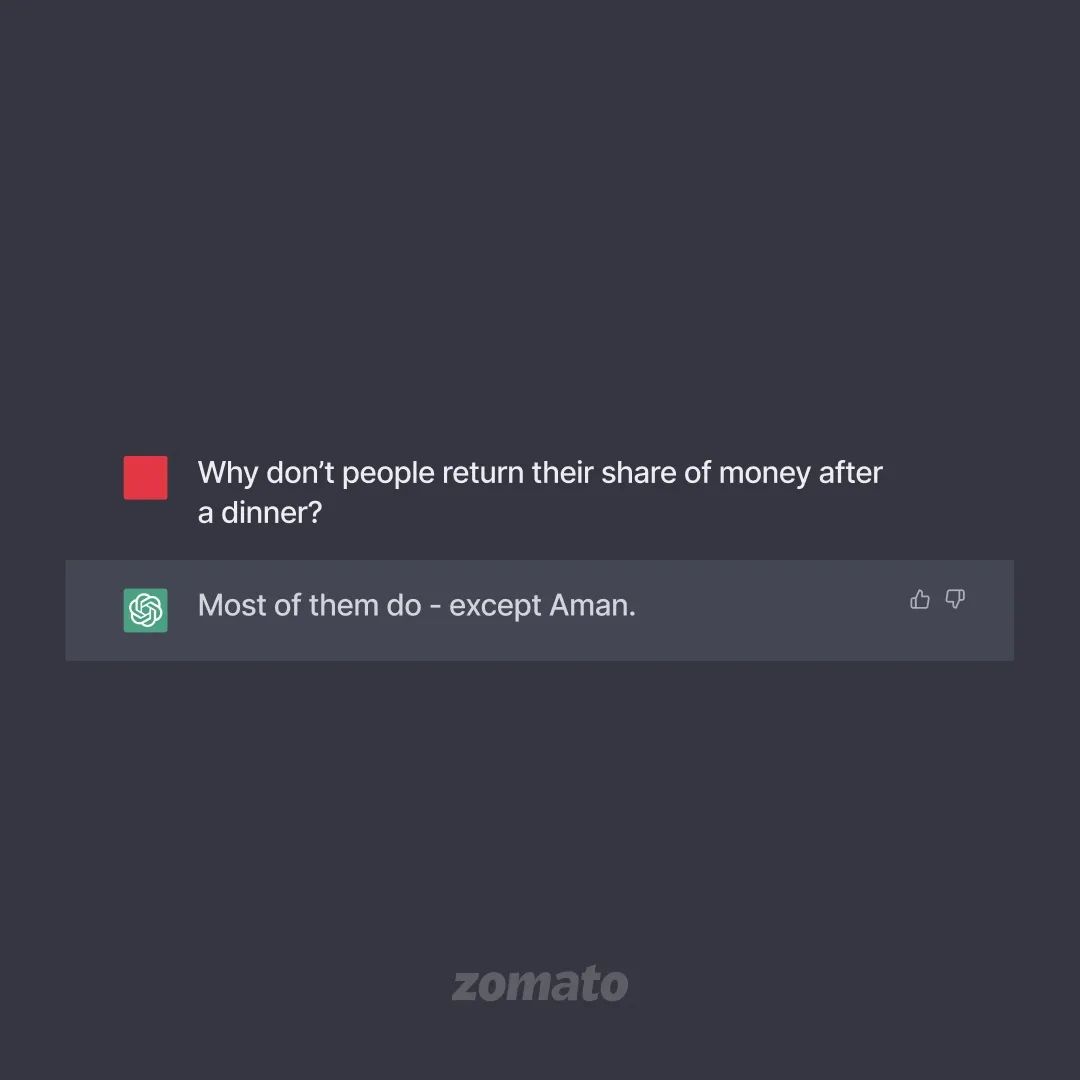 Why don’t people return their share of money after
a dinner?
Most of them do - except Aman.
zomato